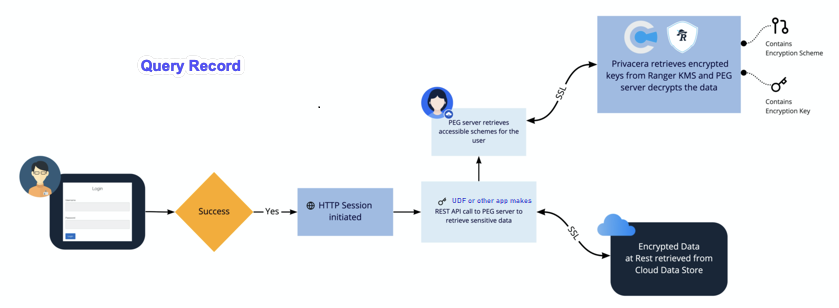 Query Record
Contains
Encryption Scheme
Privacera retrieves encrypted
keys from Ranger KMS and PEG
server decrypts the data
Contains
Encryption Key
SSL
PEG server retrieves
accessible schemes for the
user
Login
Success
Yes
HTTP Session
initiated
UDF or other app makes
REST API call to PEG server to
retrieve sensitive data
SSL
Encrypted Data
at Rest retrieved from
Cloud Data Store